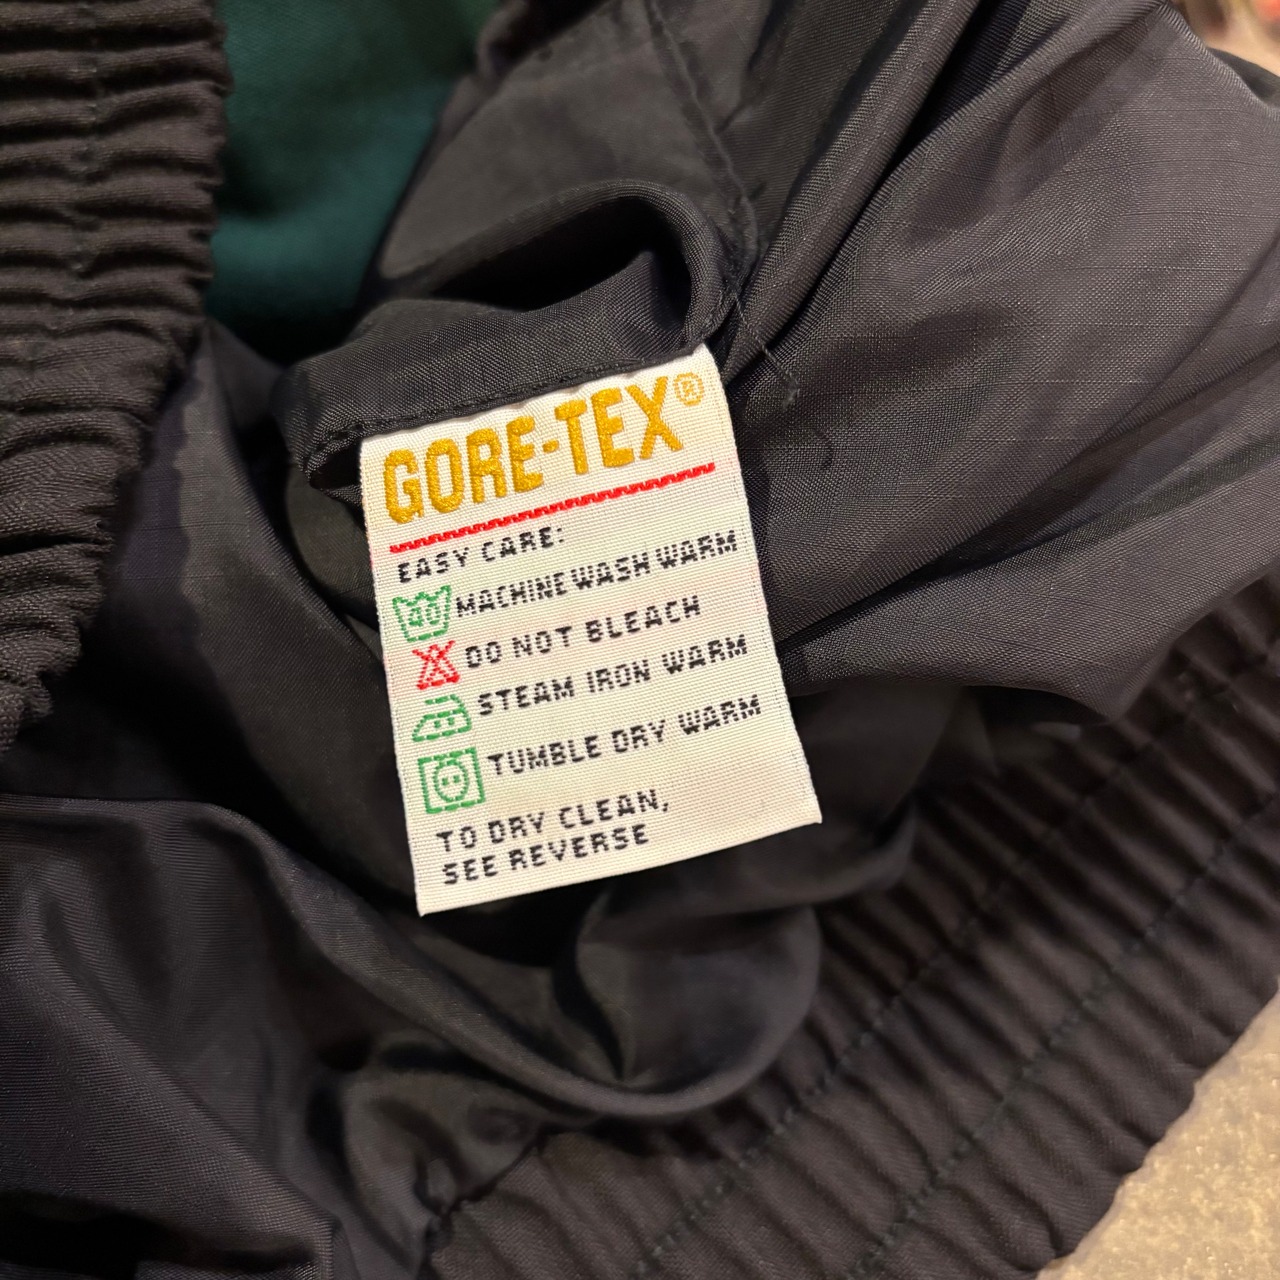 GORE-TEX®
EASY CARE:
40 MACHINE WASH WARM
DO NOT BLEACH
STEAM IRON WARM
TUMBLE DRY WARM
TO DRY CLEAN,
SEE REVERSE